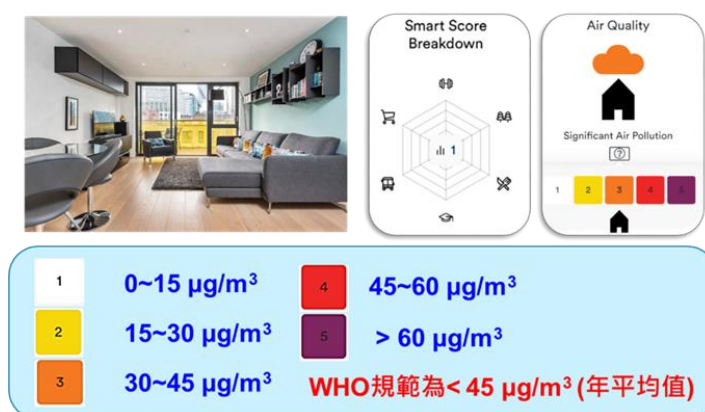 Smart Score
Breakdown
1
Air Quality
Significant Air Pollution
1 2 3 4 5
1 0~15 μg/m³
2 15~30 μg/m³
3 30~45 μg/m³
4 45~60 μg/m³
5 > 60 μg/m³
WHO規範為< 45 μg/m³ (年平均值)